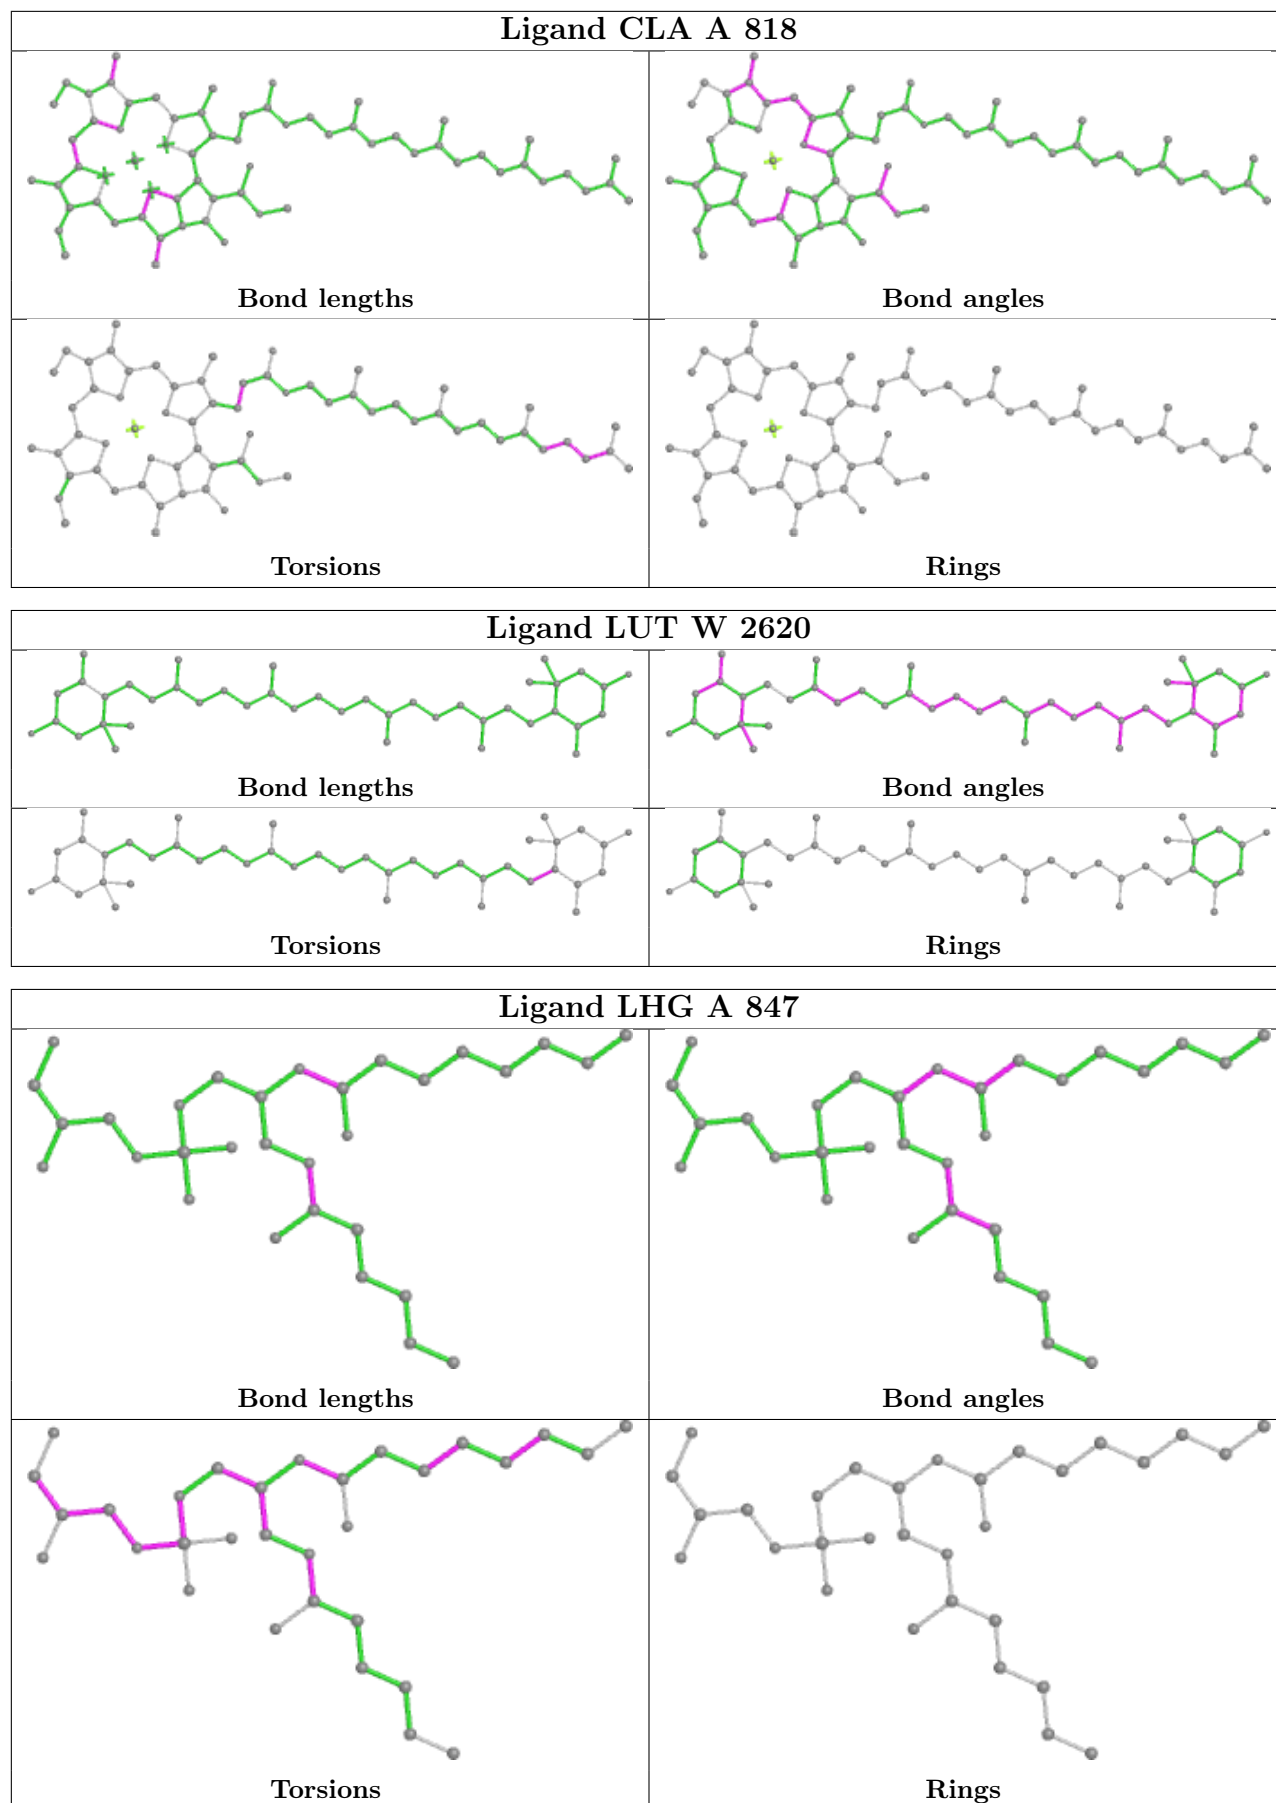 Ligand CLA A 818
Bond lengths
Bond angles
Torsions
Rings
Ligand LUT W 2620
Bond lengths
Bond angles
Torsions
Rings
Ligand LHG A 847
Bond lengths
Bond angles
Torsions
Rings